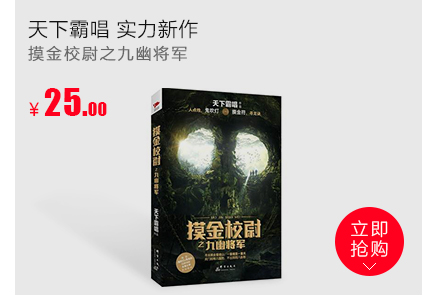 天下霸唱 实力新作
摸金校尉之九幽将军
¥ 25.00
天下霸唱
摸金校尉
之九幽将军
天下霸唱
摸金校尉
之九幽将军
立即
抢购